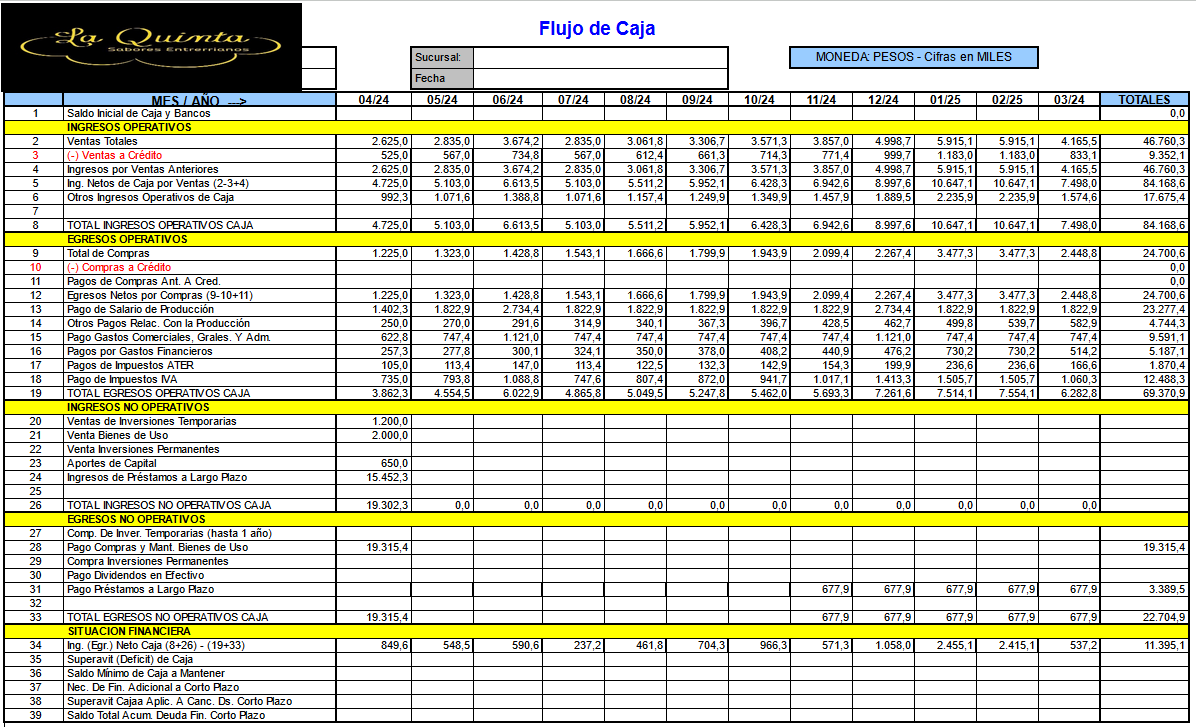 La Quinta
Sabores Entrerrianos
Flujo de Caja
Sucursal:
MONEDA: PESOS - Cifras en MILES
Fecha
MES / AÑO ---> 04/24 05/24 06/24 07/24 08/24 09/24 10/24 11/24 12/24 01/25 02/25 03/24 TOTALES
1 Saldo Inicial de Caja y Bancos 0,0
INGRESOS OPERATIVOS
2 Ventas Totales 2.625,0 2.835,0 3.674,2 2.835,0 3.061,8 3.306,7 3.571,3 3.857,0 4.998,7 5.915,1 5.915,1 4.165,5 46.760,3
3 (-) Ventas a Crédito 525,0 567,0 734,8 567,0 612,4 661,3 714,3 771,4 999,7 1.183,0 1.183,0 833,1 9.352,1
4 Ingresos por Ventas Anteriores 2.625,0 2.835,0 3.674,2 2.835,0 3.061,8 3.306,7 3.571,3 3.857,0 4.998,7 5.915,1 5.915,1 4.165,5 46.760,3
5 Ing. Netos de Caja por Ventas (2-3+4) 4.725,0 5.103,0 6.613,5 5.103,0 5.511,2 5.952,1 6.428,3 6.942,6 8.997,6 10.647,1 10.647,1 7.498,0 84.168,6
6 Otros Ingresos Operativos de Caja 992,3 1.071,6 1.388,8 1.071,6 1.157,4 1.249,9 1.349,9 1.457,9 1.889,5 2.235,9 2.235,9 1.574,6 17.675,4
7
8 TOTAL INGRESOS OPERATIVOS CAJA 4.725,0 5.103,0 6.613,5 5.103,0 5.511,2 5.952,1 6.428,3 6.942,6 8.997,6 10.647,1 10.647,1 7.498,0 84.168,6
EGRESOS OPERATIVOS
9 Total de Compras 1.225,0 1.323,0 1.428,8 1.543,1 1.666,6 1.799,9 1.943,9 2.099,4 2.267,4 3.477,3 3.477,3 2.448,8 24.700,6
10 (-) Compras a Crédito 0,0
11 Pagos de Compras Ant. A Cred. 0,0
12 Egresos Netos por Compras (9-10+11) 1.225,0 1.323,0 1.428,8 1.543,1 1.666,6 1.799,9 1.943,9 2.099,4 2.267,4 3.477,3 3.477,3 2.448,8 24.700,6
13 Pago de Salario de Producción 1.402,3 1.822,9 2.734,4 1.822,9 1.822,9 1.822,9 1.822,9 1.822,9 2.734,4 1.822,9 1.822,9 1.822,9 23.277,4
14 Otros Pagos Relac. Con la Producción 250,0 270,0 291,6 314,9 340,1 367,3 396,7 428,5 462,7 499,8 539,7 582,9 4.744,3
15 Pago Gastos Comerciales, Grales. Y Adm. 622,8 747,4 1.121,0 747,4 747,4 747,4 747,4 747,4 1.121,0 747,4 747,4 747,4 9.591,1
16 Pagos por Gastos Financieros 257,3 277,8 300,1 324,1 350,0 378,0 408,2 440,9 476,2 730,2 730,2 514,2 5.187,1
17 Pagos de Impuestos ATER 105,0 113,4 147,0 113,4 122,5 132,3 142,9 154,3 199,9 236,6 236,6 166,6 1.870,4
18 Pago de Impuestos IVA 735,0 793,8 1.088,8 747,6 807,4 872,0 941,7 1.017,1 1.413,3 1.505,7 1.505,7 1.060,3 12.488,3
19 TOTAL EGRESOS OPERATIVOS CAJA 3.862,3 4.554,5 6.022,9 4.865,8 5.049,5 5.247,8 5.462,0 5.693,3 7.261,6 7.514,1 7.554,1 6.282,8 69.370,9
INGRESOS NO OPERATIVOS
20 Ventas de Inversiones Temporarias 1.200,0
21 Venta Bienes de Uso 2.000,0
22 Venta Inversiones Permanentes
23 Aportes de Capital 650,0
24 Ingresos de Préstamos a Largo Plazo 15.452,3
25
26 TOTAL INGRESOS NO OPERATIVOS CAJA 19.302,3 0,0 0,0 0,0 0,0 0,0 0,0 0,0 0,0 0,0 0,0 0,0
EGRESOS NO OPERATIVOS
27 Comp. De Inver. Temporarias (hasta 1 año)
28 Pago Compras y Mant. Bienes de Uso 19.315,4 19.315,4
29 Compra Inversiones Permanentes
30 Pago Dividendos en Efectivo
31 Pago Préstamos a Largo Plazo 677,9 677,9 677,9 677,9 677,9 3.389,5
32
33 TOTAL EGRESOS NO OPERATIVOS CAJA 19.315,4 677,9 677,9 677,9 677,9 677,9 22.704,9
SITUACION FINANCIERA
34 Ing. (Egr.) Neto Caja (8+26) - (19+33) 849,6 548,5 590,6 237,2 461,8 704,3 966,3 571,3 1.058,0 2.455,1 2.415,1 537,2 11.395,1
35 Superavit (Deficit) de Caja
36 Saldo Mínimo de Caja a Mantener
37 Nec. De Fin. Adicional a Corto Plazo
38 Superavit Cajaa Aplic. A Canc. Ds. Corto Plazo
39 Saldo Total Acum. Deuda Fin. Corto Plazo